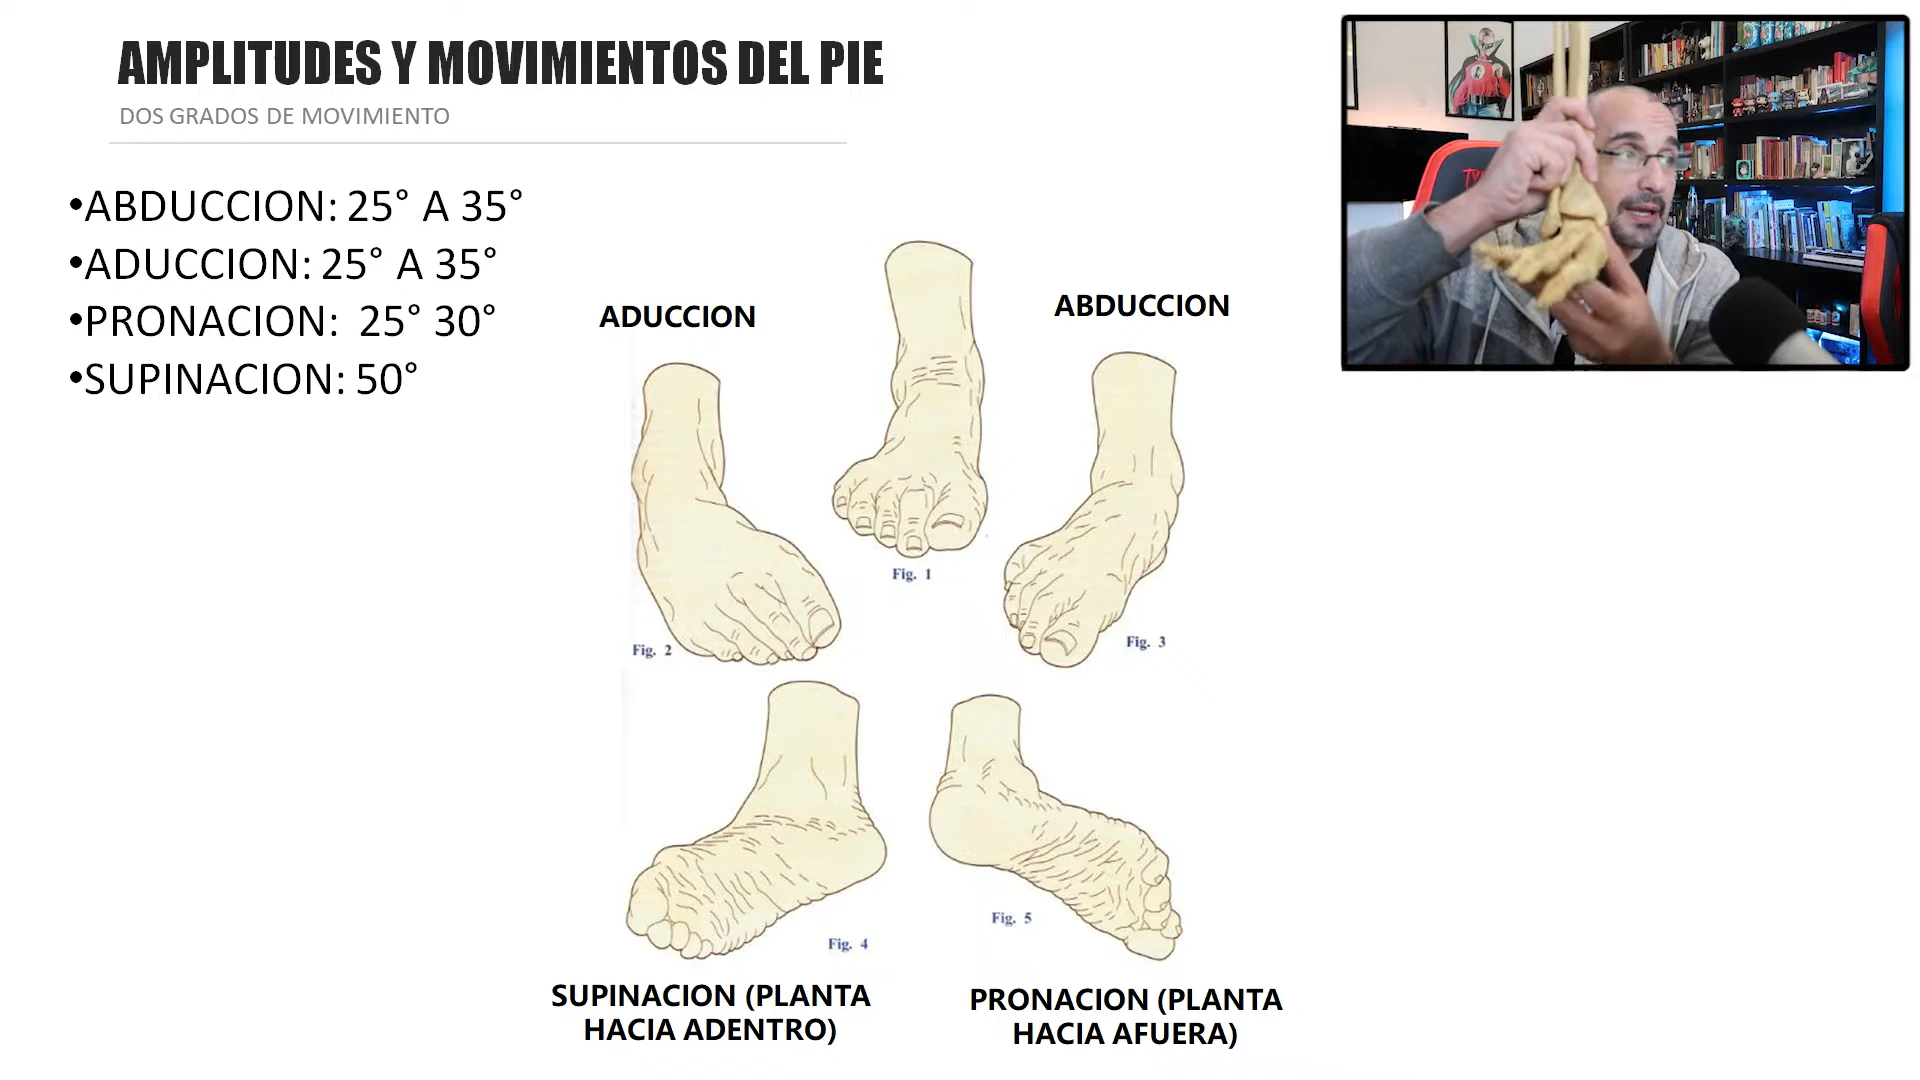 AMPLITUDES Y MOVIMIENTOS DEL PIE
DOS GRADOS DE MOVIMIENTO
•ABDUCCION: 25° A 35°
•ADUCCION: 25° A 35°
•PRONACION: 25° 30°
•SUPINACION: 50°
ADUCCION
ABDUCCION
Fig. 1
Fig. 2
Fig. 3
Fig. 4
Fig. 5
SUPINACION (PLANTA
HACIA ADENTRO)
PRONACION (PLANTA
HACIA AFUERA)